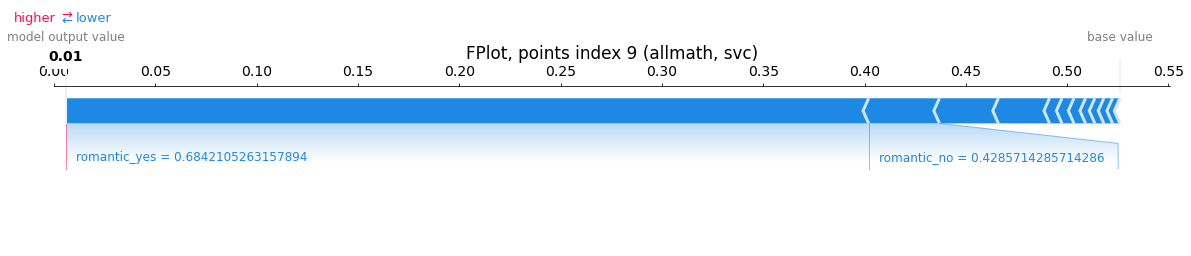 higher ⇄ lower
model output value
base value
FPlot, points index 9 (allmath, svc)
0.01
0.00 0.05 0.10 0.15 0.20 0.25 0.30 0.35 0.40 0.45 0.50 0.55
romantic_yes = 0.6842105263157894
romantic_no = 0.4285714285714286